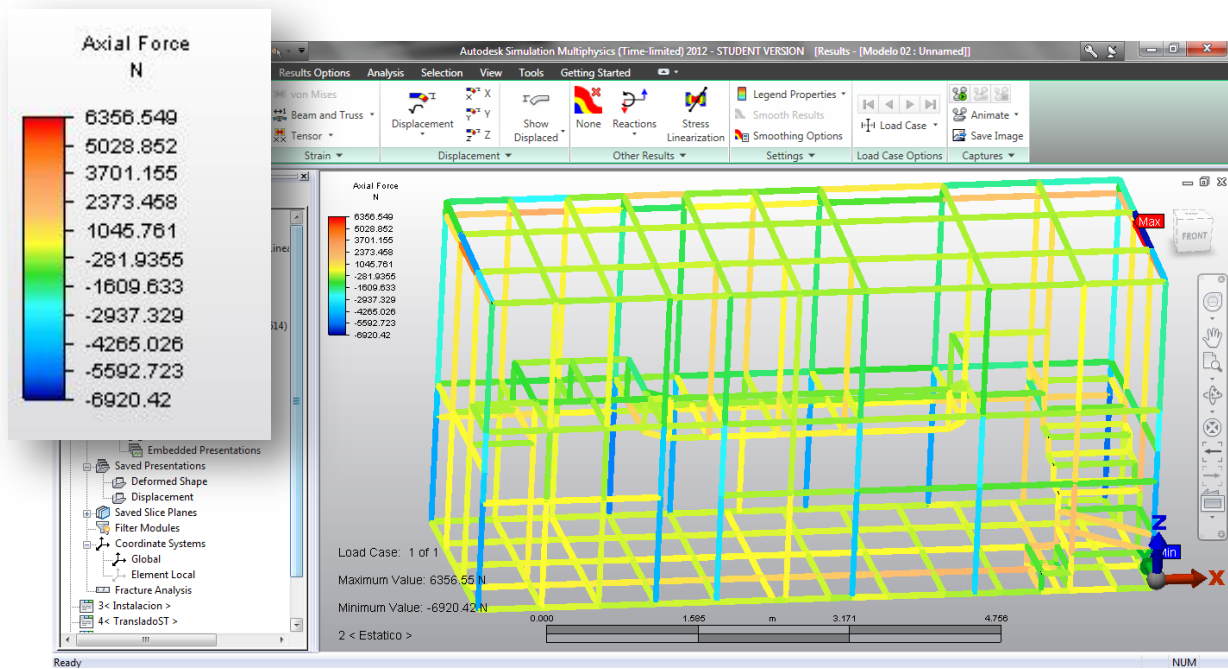 Axial Force
N
6356.549
5028.852
3701.155
2373.458
1045.761
-281.9355
-1609.633
-2937.329
-4265.026
-5592.723
-6920.42
Autodesk Simulation Multiphysics (Time-limited) 2012 - STUDENT VERSION [Results - [Modelo 02 : Unnamed]]
Results Options Analysis Selection View Tools Getting Started
von Mises
Beam and Truss
Tensor
Strain
Displacement
X
Y
Z
Show
Displaced
Displacement
None
Reactions
Stress
Linearization
Other Results
Legend Properties
Smooth Results
Smoothing Options
Settings
Load Case
Load Case Options
Animate
Save Image
Captures
Embedded Presentations
Saved Presentations
Deformed Shape
Displacement
Saved Slice Planes
Filter Modules
Coordinate Systems
Global
Element Local
Fracture Analysis
3< Instalacion >
4< TransladoST >
Axial Force
N
6356.549
5028.852
3701.155
2373.458
1045.761
-281.9355
-1609.633
-2937.329
-4265.026
-5592.723
-6920.42
Max
FRONT
Z
Min
X
Load Case: 1 of 1
Maximum Value: 6356.55 N
Minimum Value: -6920.42 N
2 < Estatico >
0.000 1.585 m 3.171 4.766
Ready
NUM